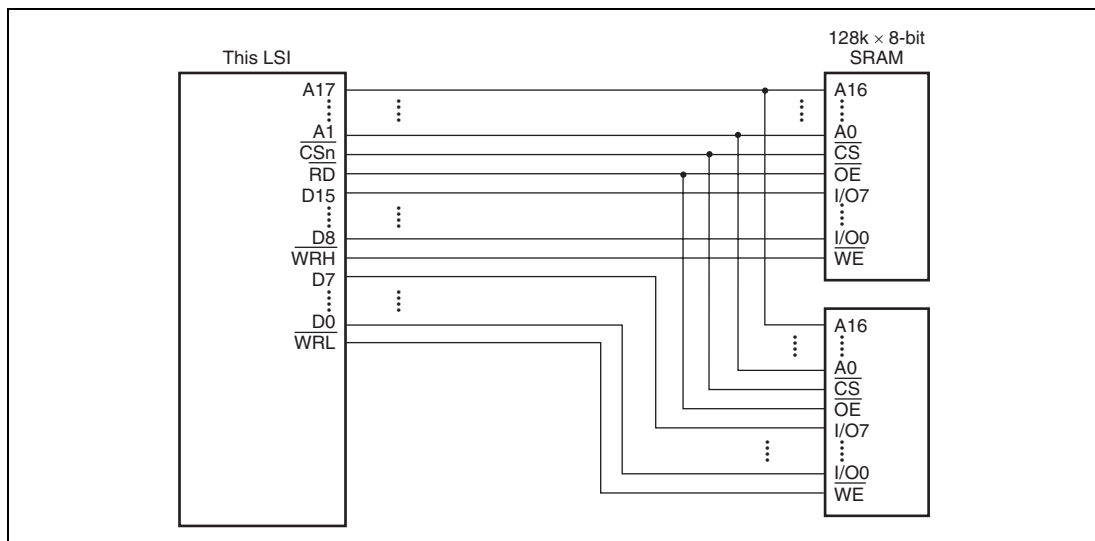 This LSI
A17
A1
CSn
RD
D15
D8
WRH
D7
D0
WRL
128k × 8-bit
SRAM
A16
A0
CS
OE
I/O7
I/O0
WE
A16
A0
CS
OE
I/O7
I/O0
WE